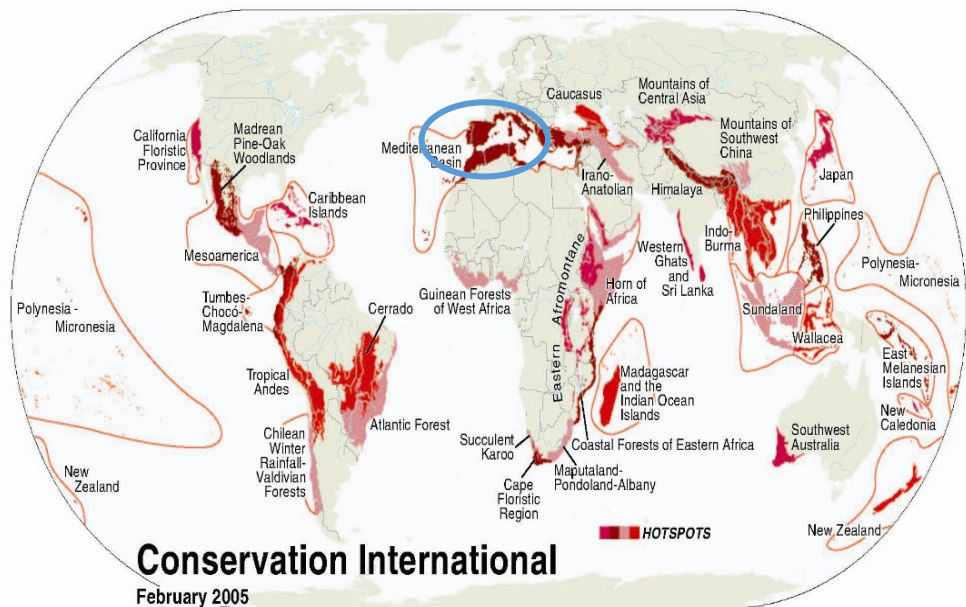 California
Floristic
Province
Madrean
Pine-Oak
Woodlands
Caribbean
Islands
Mesoamerica
Polynesia -
Micronesia
Tumbes-
Chocó-
Magdalena
Cerrado
Tropical
Andes
Atlantic Forest
Chilean
Winter
Rainfall-
Valdivian
Forests
New
Zealand
Mediterranean
Basin
Caucasus
Irano-
Anatolian
Mountains of
Central Asia
Mountains of
Southwest
China
Himalaya
Japan
Philippines
Indo-
Burma
Western
Ghats
and
Sri Lanka
Guinean Forests
of West Africa
Eastern Afromontane
Horn of
Africa
Polynesia-
Micronesia
Sundaland
Wallacea
East
Melanesian
Islands
New
Caledonia
Madagascar
and the
Indian Ocean
Islands
Coastal Forests of Eastern Africa
Succulent
Karoo
Maputaland-
Pondoland-Albany
Cape
Floristic
Region
Southwest
Australia
New Zealand
HOTSPOTS
Conservation International
February 2005